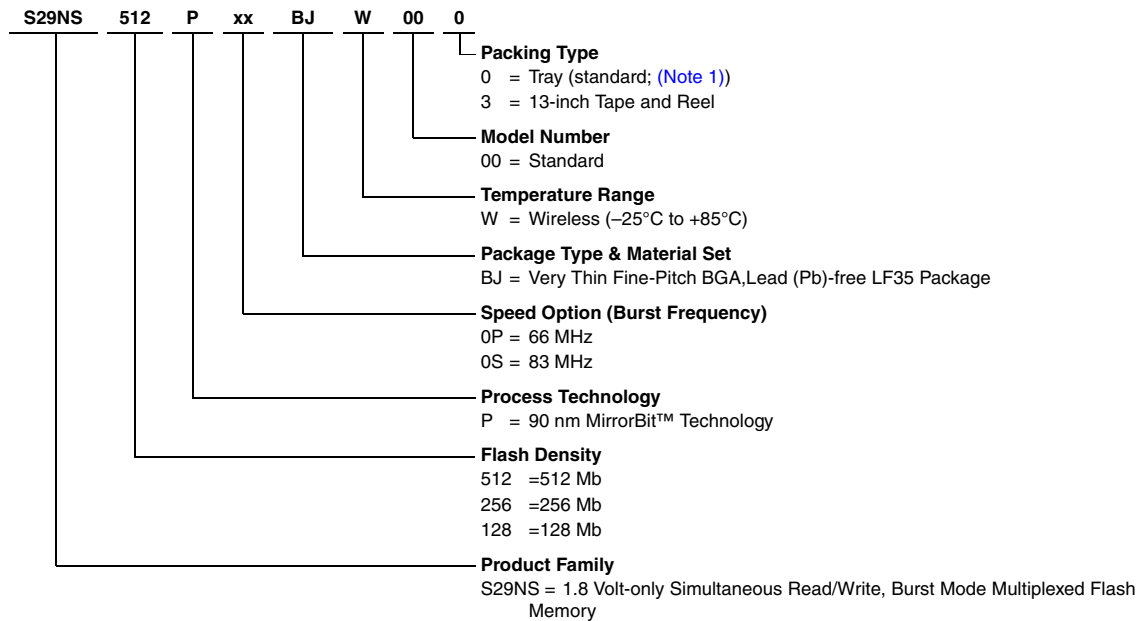 S29NS 512 P xx BJ W 00 0
Packing Type
0 = Tray (standard; (Note 1))
3 = 13-inch Tape and Reel
Model Number
00 = Standard
Temperature Range
W = Wireless (–25°C to +85°C)
Package Type & Material Set
BJ = Very Thin Fine-Pitch BGA,Lead (Pb)-free LF35 Package
Speed Option (Burst Frequency)
0P = 66 MHz
0S = 83 MHz
Process Technology
P = 90 nm MirrorBit™ Technology
Flash Density
512 =512 Mb
256 =256 Mb
128 =128 Mb
Product Family
S29NS = 1.8 Volt-only Simultaneous Read/Write, Burst Mode Multiplexed Flash
Memory